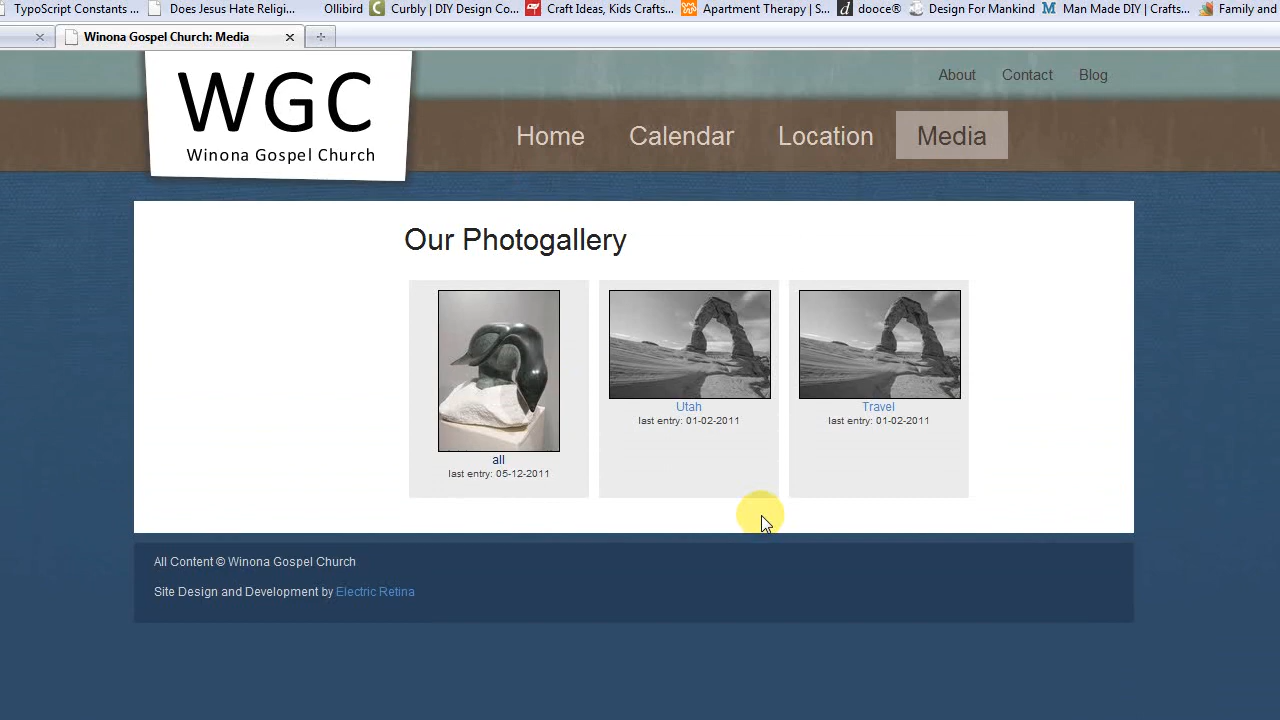 TypoScript Constants ... Does Jesus Hate Religi... Ollibird Curbly | DIY Design Co... Craft Ideas, Kids Crafts... Apartment Therapy | S... dooce® Design For Mankind Man Made DIY | Crafts... Family and
Winona Gospel Church: Media
About Contact Blog
WGC
Winona Gospel Church
Home Calendar Location Media
Our Photogallery
all
last entry: 05-12-2011
Utah
last entry: 01-02-2011
Travel
last entry: 01-02-2011
All Content © Winona Gospel Church
Site Design and Development by Electric Retina